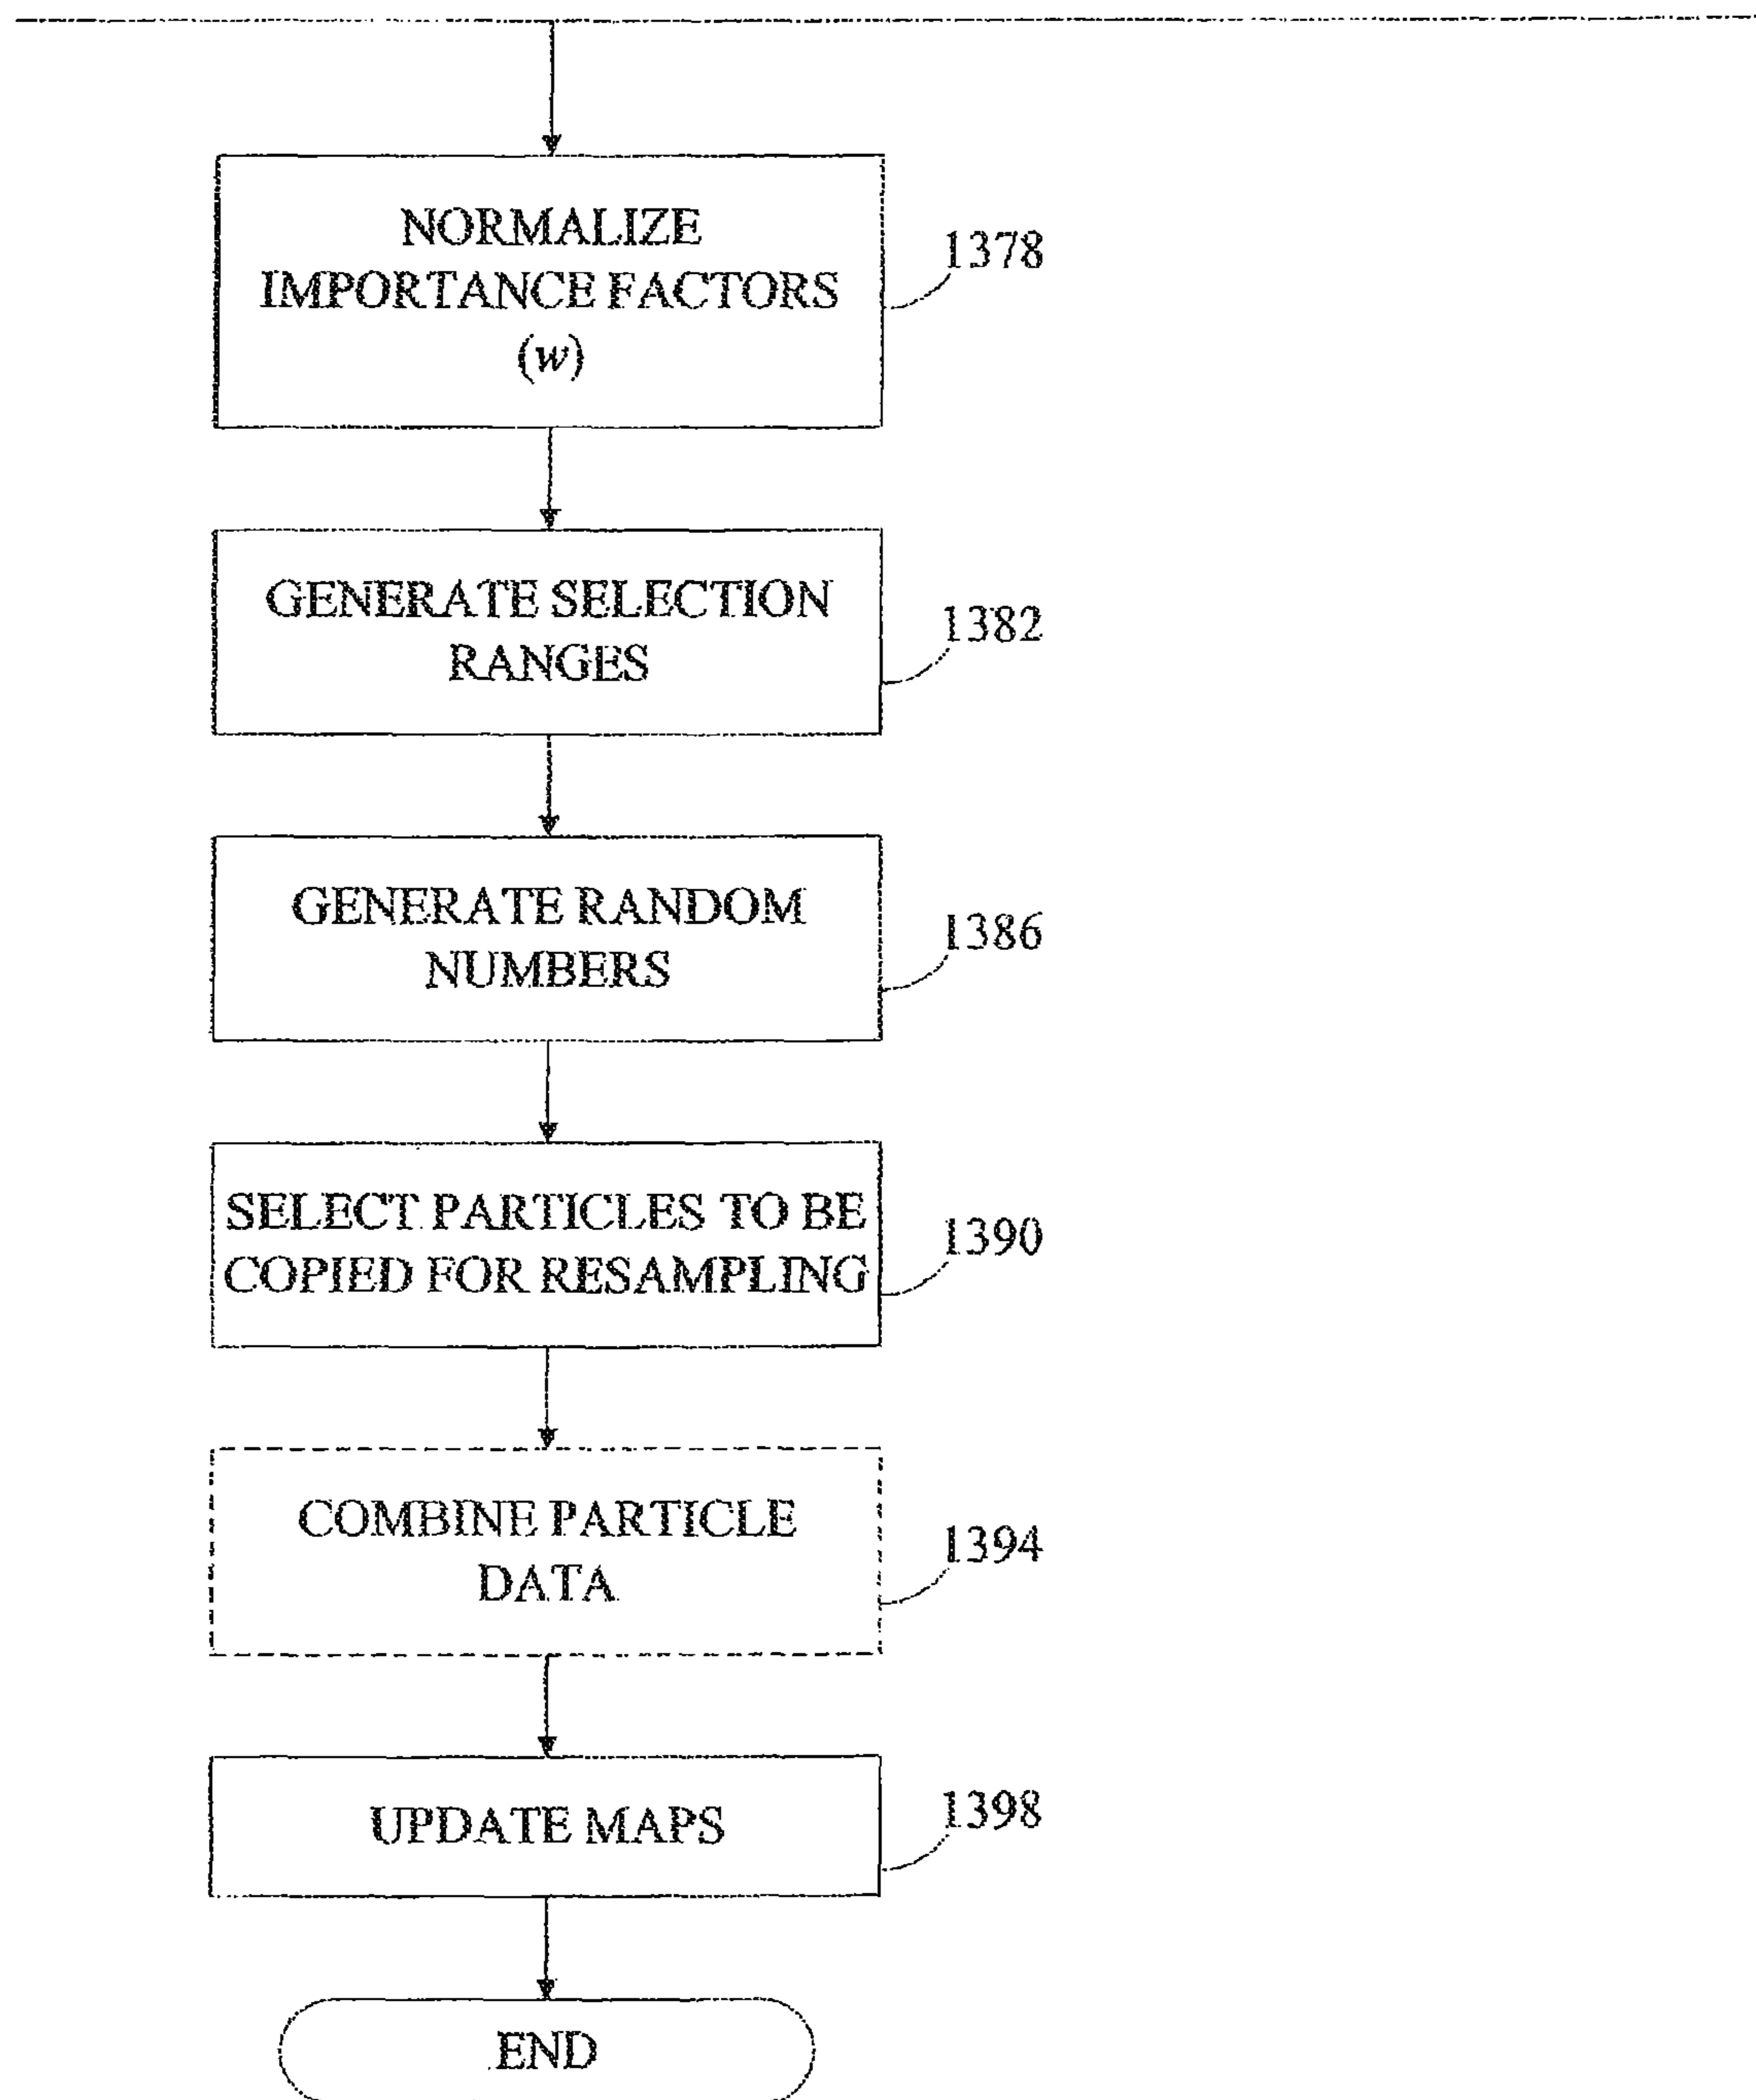 NORMALIZE
IMPORTANCE FACTORS
(w)
1378
GENERATE SELECTION
RANGES
1382
GENERATE RANDOM
NUMBERS
1386
SELECT PARTICLES TO BE
COPIED FOR RESAMPLING
1390
COMBINE PARTICLE
DATA
1394
UPDATE MAPS
1398
END